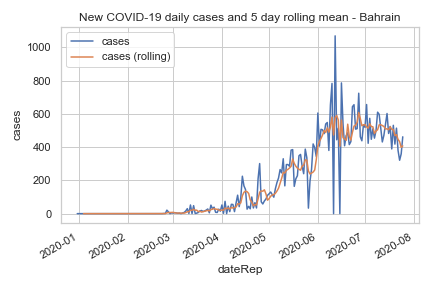 New COVID-19 daily cases and 5 day rolling mean - Bahrain
cases
cases (rolling)
1000
800
600
400
200
0
cases
2020-01
2020-02
2020-03
2020-04
2020-05
2020-06
2020-07
2020-08
dateRep